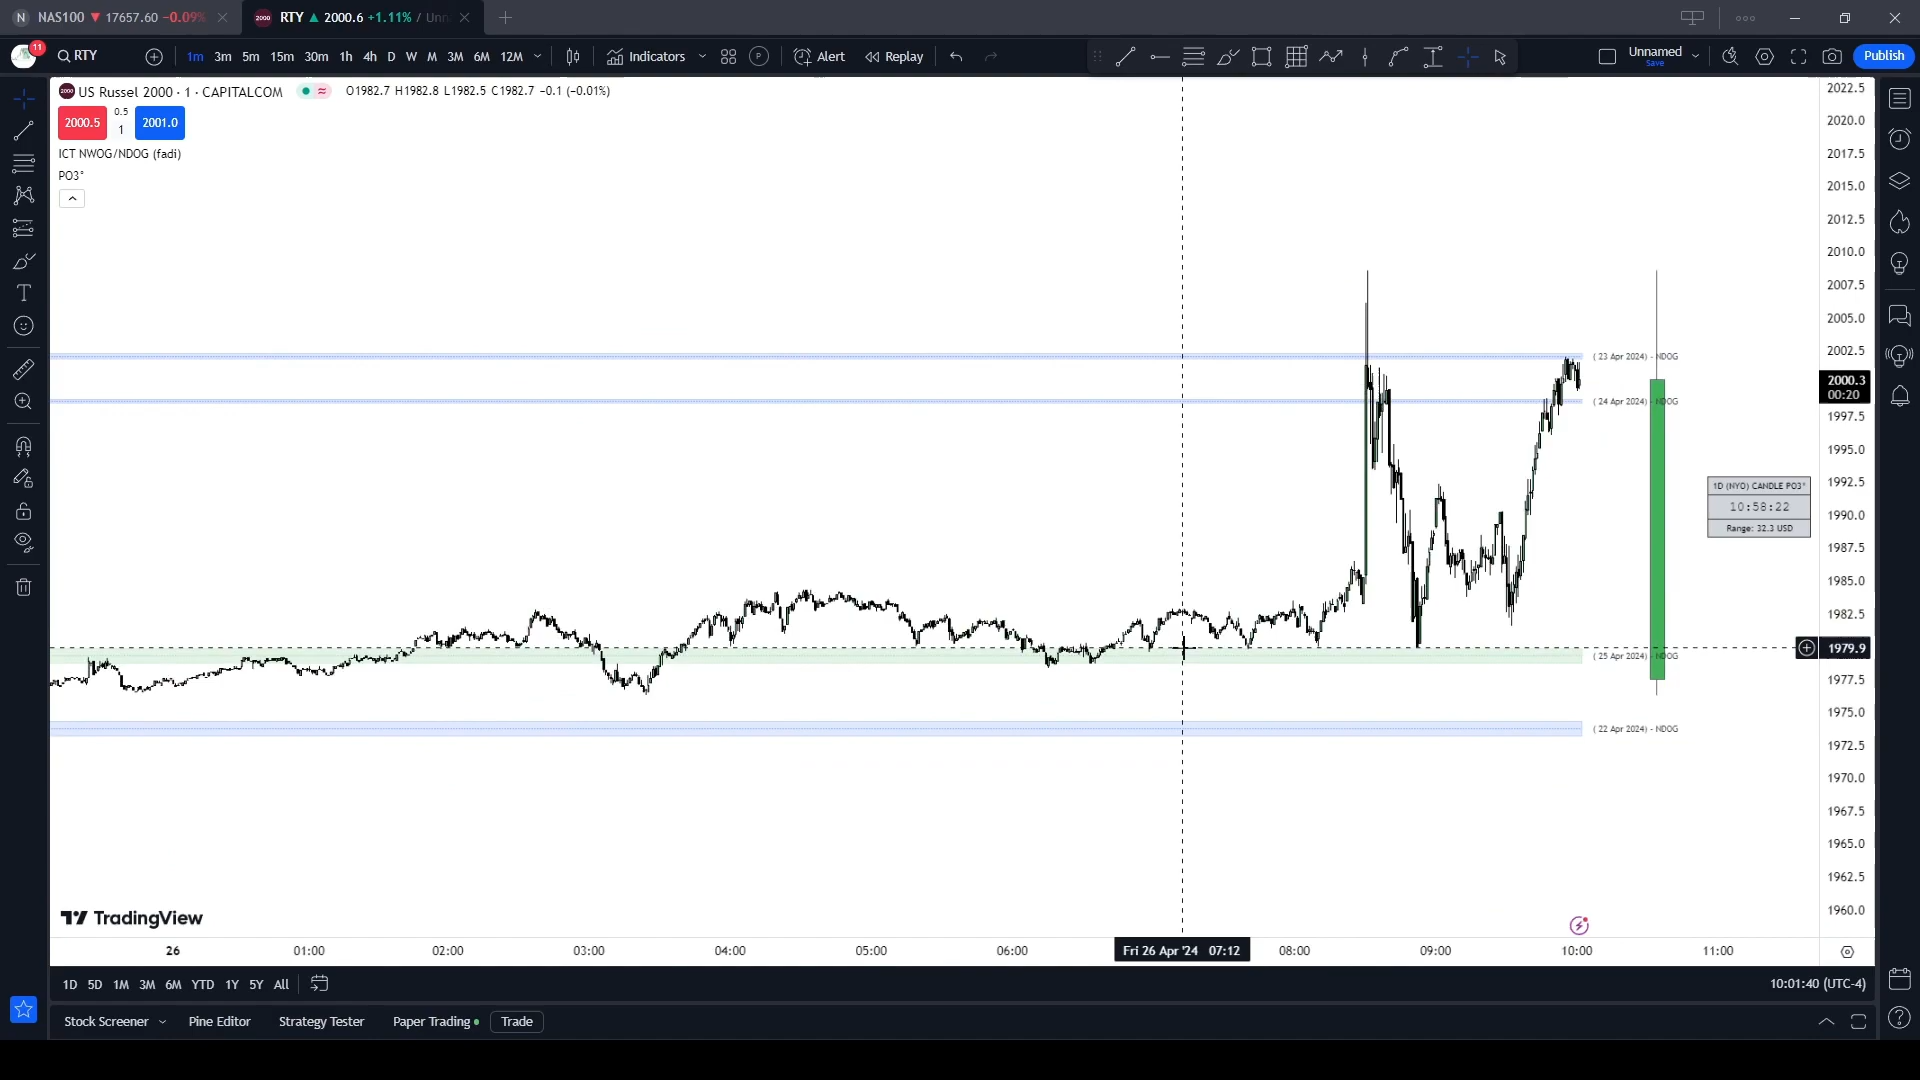 N NAS100 ▼ 17657.60 −0.09%
2000 RTY ▲ 2000.6 +1.11% / Unn
11
RTY 1m 3m 5m 15m 30m 1h 4h D W M 3M 6M 12M Indicators P Alert Replay
Unnamed
Save
Publish
2000 US Russel 2000 · 1 · CAPITALCOM O1982.7 H1982.8 L1982.5 C1982.7 −0.1 (−0.01%)
2000.5 0.5 1 2001.0
ICT NWOG/NDOG (fadi)
PO3°
2022.5
2020.0
2017.5
2015.0
2012.5
2010.0
2007.5
2005.0
2002.5
2000.3
00:20
1997.5
1995.0
1992.5
1990.0
1987.5
1985.0
1982.5
1979.9
1977.5
1975.0
1972.5
1970.0
1967.5
1965.0
1962.5
1960.0
( 23 Apr 2024) - NDOG
( 24 Apr 2024) - NDOG
1D (NYO) CANDLE PO3°
10:58:22
Range: 32.3 USD
( 25 Apr 2024) - NDOG
( 22 Apr 2024) - NDOG
TradingView
26 01:00 02:00 03:00 04:00 05:00 06:00 Fri 26 Apr '24 07:12 08:00 09:00 10:00 11:00
1D 5D 1M 3M 6M YTD 1Y 5Y All
10:01:40 (UTC-4)
Stock Screener Pine Editor Strategy Tester Paper Trading Trade